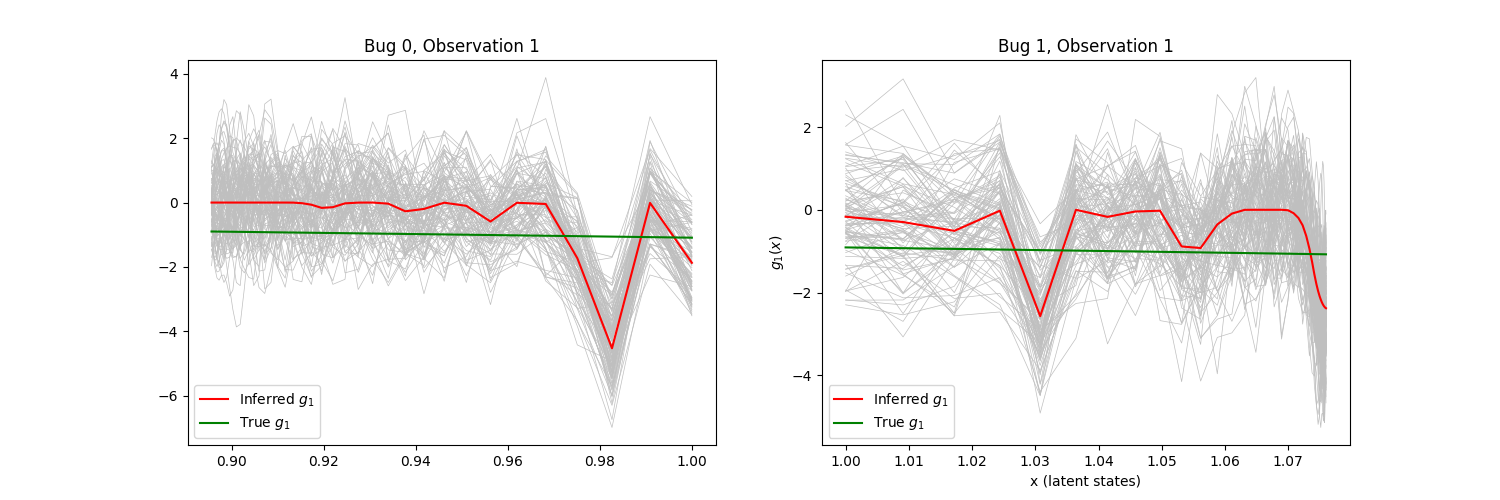 Bug 0, Observation 1
4
2
0
−2
−4
−6
Inferred g₁
True g₁
0.90 0.92 0.94 0.96 0.98 1.00
Bug 1, Observation 1
g₁(x)
2
0
−2
−4
Inferred g₁
True g₁
1.00 1.01 1.02 1.03 1.04 1.05 1.06 1.07
x (latent states)